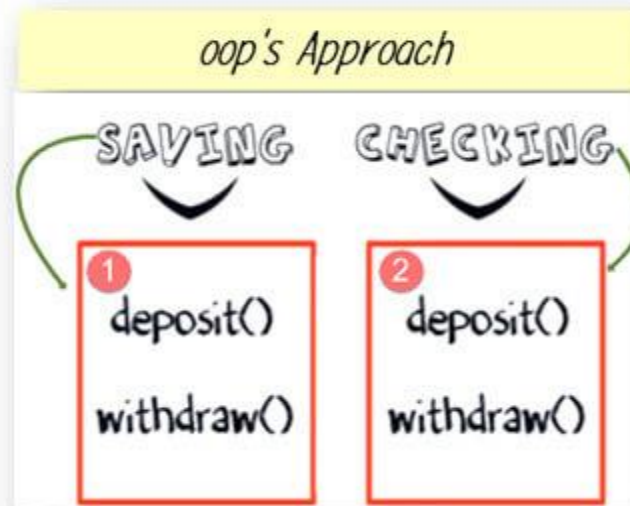 oop's Approach
SAVING
CHECKING
1
deposit()
withdraw()
2
deposit()
withdraw()